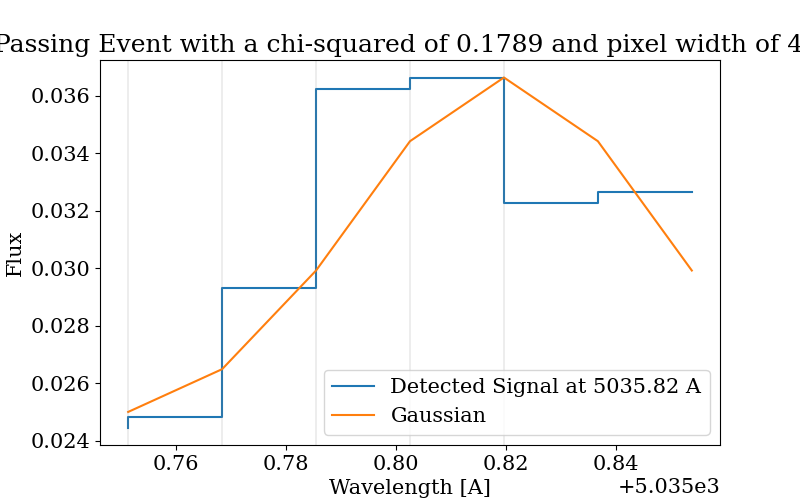 Passing Event with a chi-squared of 0.1789 and pixel width of 4
0.036
0.034
0.032
0.030
0.028
0.026
0.024
Flux
Detected Signal at 5035.82 A
Gaussian
0.76 0.78 0.80 0.82 0.84
Wavelength [A]
+5.035e3